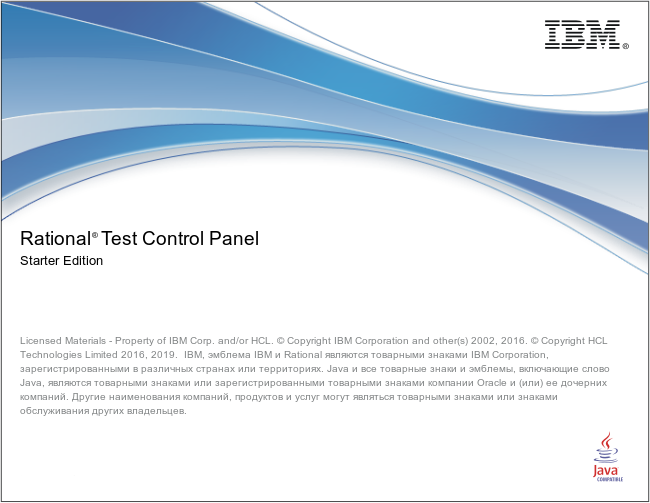 IBM®
Rational® Test Control Panel
Starter Edition
Licensed Materials - Property of IBM Corp. and/or HCL. © Copyright IBM Corporation and other(s) 2002, 2016. © Copyright HCL
Technologies Limited 2016, 2019.  IBM, эмблема IBM и Rational являются товарными знаками IBM Corporation,
зарегистрированными в различных странах или территориях. Java и все товарные знаки и эмблемы, включающие слово
Java, являются товарными знаками или зарегистрированными товарными знаками компании Oracle и (или) ее дочерних
компаний. Другие наименования компаний, продуктов и услуг могут являться товарными знаками или знаками
обслуживания других владельцев.
Java
COMPATIBLE